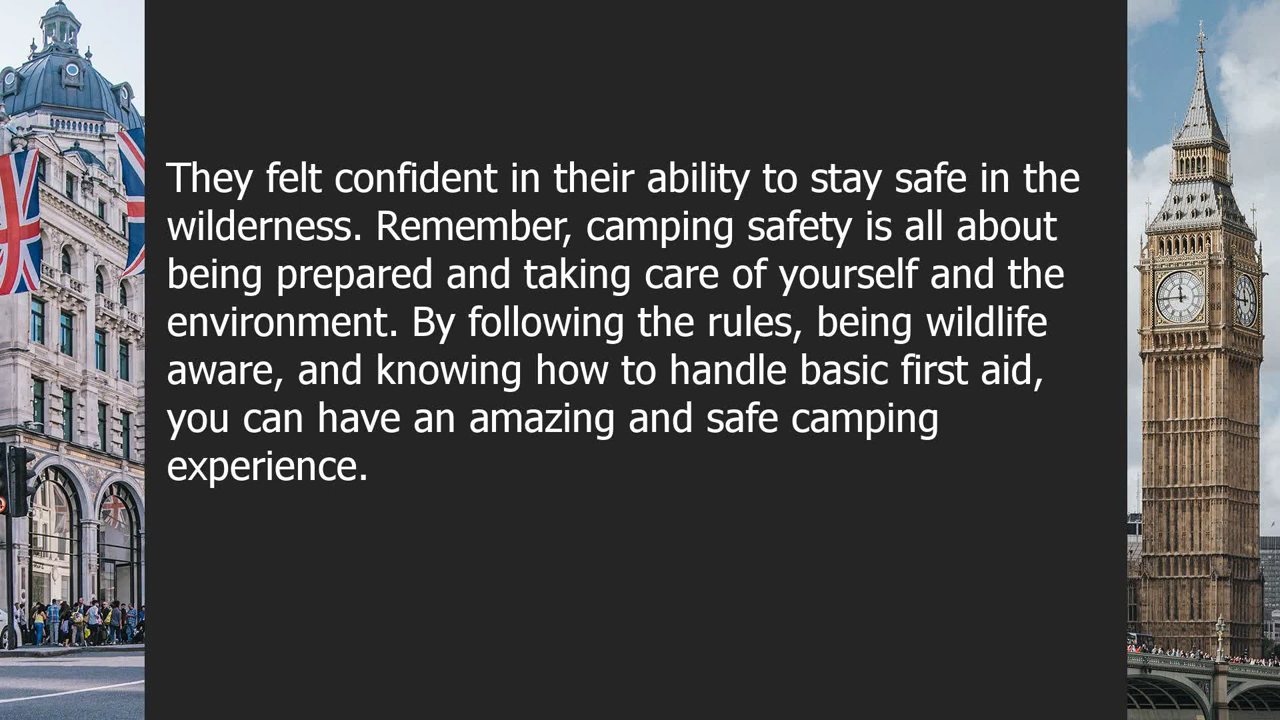 They felt confident in their ability to stay safe in the
wilderness. Remember, camping safety is all about
being prepared and taking care of yourself and the
environment. By following the rules, being wildlife
aware, and knowing how to handle basic first aid,
you can have an amazing and safe camping
experience.